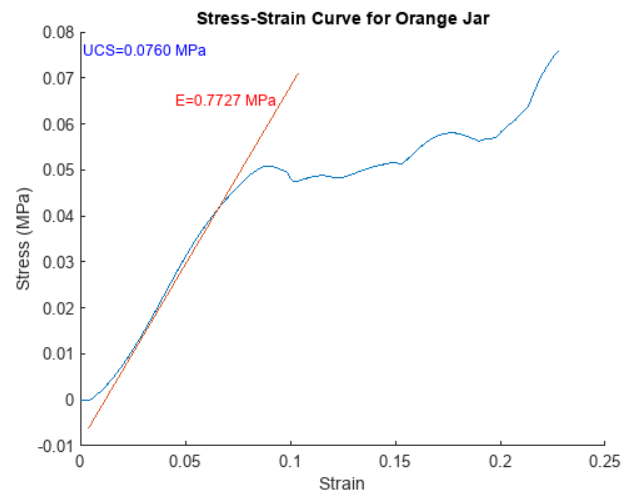 Stress-Strain Curve for Orange Jar
0.08
UCS=0.0760 MPa
0.07
E=0.7727 MPa
0.06
0.05
0.04
0.03
0.02
0.01
0
-0.01
Stress (MPa)
0 0.05 0.1 0.15 0.2 0.25
Strain